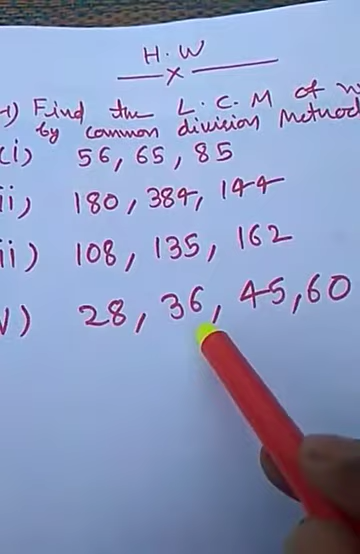 H.W
x
1) Find the L.C.M of
by common division Method
(i) 56, 65, 85
ii) 180, 384, 144
ii) 108, 135, 162
V) 28, 36, 45, 60